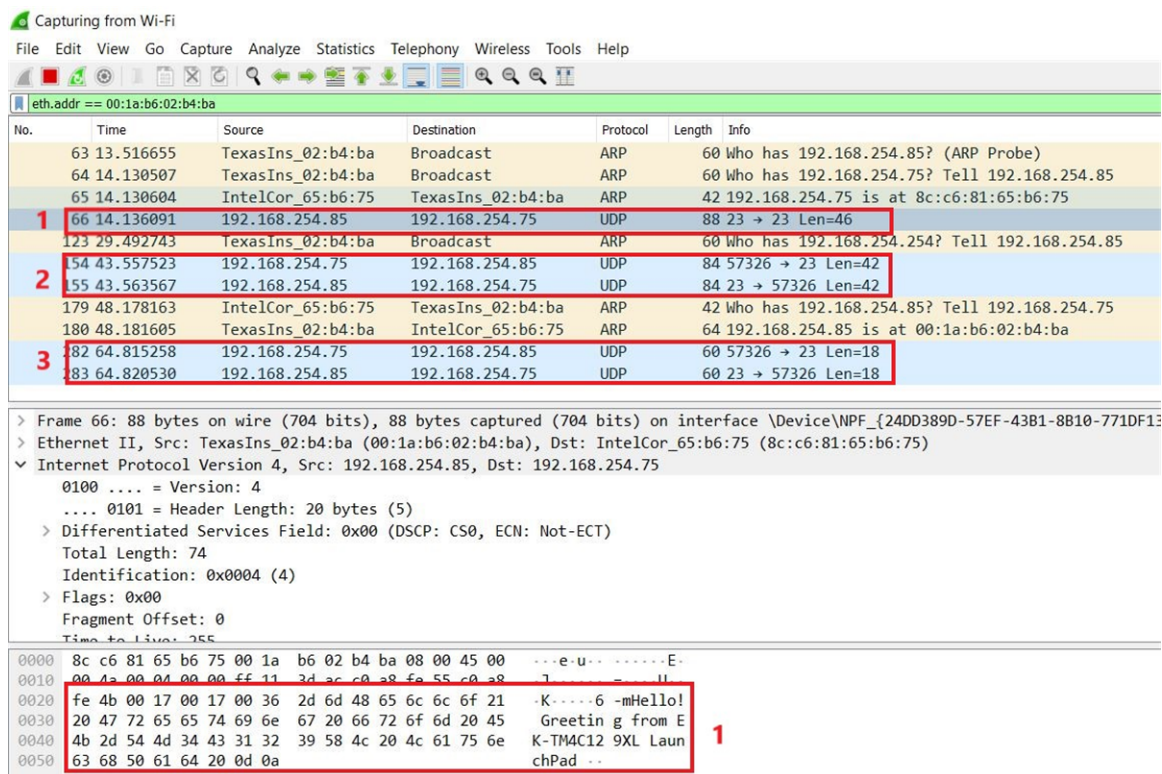 Capturing from Wi-Fi
File Edit View Go Capture Analyze Statistics Telephony Wireless Tools Help
eth.addr == 00:1a:b6:02:b4:ba
No. Time Source Destination Protocol Length Info
63 13.516655 TexasIns_02:b4:ba Broadcast ARP 60 Who has 192.168.254.85? (ARP Probe)
64 14.130507 TexasIns_02:b4:ba Broadcast ARP 60 Who has 192.168.254.75? Tell 192.168.254.85
65 14.130604 IntelCor_65:b6:75 TexasIns_02:b4:ba ARP 42 192.168.254.75 is at 8c:c6:81:65:b6:75
1 66 14.136091 192.168.254.85 192.168.254.75 UDP 88 23 → 23 Len=46
123 29.492743 TexasIns_02:b4:ba Broadcast ARP 60 Who has 192.168.254.254? Tell 192.168.254.85
2 154 43.557523 192.168.254.75 192.168.254.85 UDP 84 57326 → 23 Len=42
155 43.563567 192.168.254.85 192.168.254.75 UDP 84 23 → 57326 Len=42
179 48.178163 IntelCor_65:b6:75 TexasIns_02:b4:ba ARP 42 Who has 192.168.254.85? Tell 192.168.254.75
180 48.181605 TexasIns_02:b4:ba IntelCor_65:b6:75 ARP 64 192.168.254.85 is at 00:1a:b6:02:b4:ba
3 282 64.815258 192.168.254.75 192.168.254.85 UDP 60 57326 → 23 Len=18
283 64.820530 192.168.254.85 192.168.254.75 UDP 60 23 → 57326 Len=18
> Frame 66: 88 bytes on wire (704 bits), 88 bytes captured (704 bits) on interface \Device\NPF_{24DD389D-57EF-43B1-8B10-771DF13
> Ethernet II, Src: TexasIns_02:b4:ba (00:1a:b6:02:b4:ba), Dst: IntelCor_65:b6:75 (8c:c6:81:65:b6:75)
Internet Protocol Version 4, Src: 192.168.254.85, Dst: 192.168.254.75
0100 .... = Version: 4
.... 0101 = Header Length: 20 bytes (5)
> Differentiated Services Field: 0x00 (DSCP: CS0, ECN: Not-ECT)
Total Length: 74
Identification: 0x0004 (4)
> Flags: 0x00
Fragment Offset: 0
Time to Live: 255
0000 8c c6 81 65 b6 75 00 1a b6 02 b4 ba 08 00 45 00 ···e·u·· ······E·
0010 00 4a 00 04 00 00 ff 11 3d ac c0 a8 fe 55 c0 a8 ·J······ =····U··
0020 fe 4b 00 17 00 17 00 36 2d 6d 48 65 6c 6c 6f 21 ·K·····6 -mHello!
0030 20 47 72 65 65 74 69 6e 67 20 66 72 6f 6d 20 45 Greetin g from E
0040 4b 2d 54 4d 34 43 31 32 39 58 4c 20 4c 61 75 6e K-TM4C12 9XL Laun
0050 63 68 50 61 64 20 0d 0a chPad ··
1